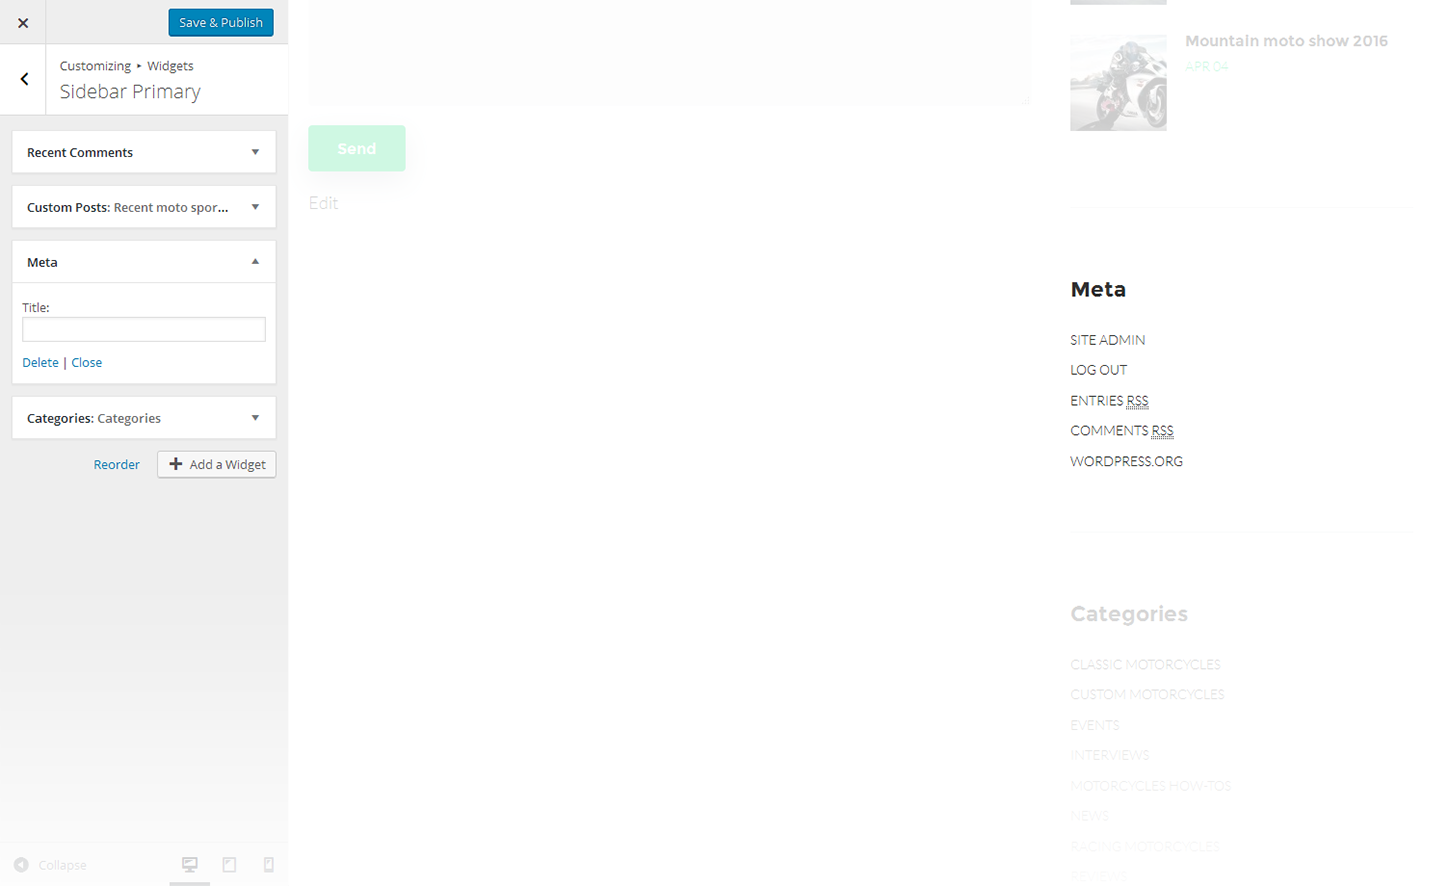 Save & Publish
Customizing ▸ Widgets
Sidebar Primary
Recent Comments
Custom Posts: Recent moto spor...
Meta
Title:
Delete | Close
Categories: Categories
Reorder
Add a Widget
Collapse
Send
Edit
Mountain moto show 2016
APR 04
Meta
SITE ADMIN
LOG OUT
ENTRIES RSS
COMMENTS RSS
WORDPRESS.ORG
Categories
CLASSIC MOTORCYCLES
CUSTOM MOTORCYCLES
EVENTS
INTERVIEWS
MOTORCYCLES HOW-TOS
NEWS
RACING MOTORCYCLES
REVIEWS